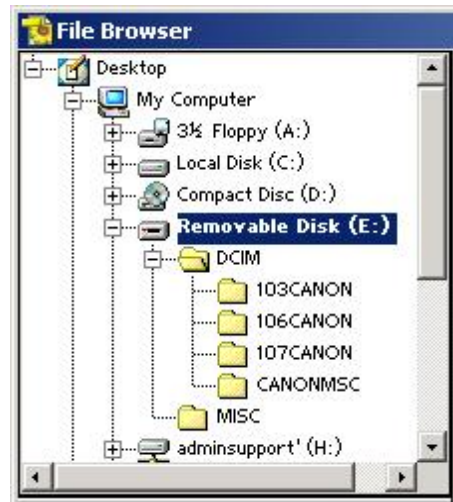 File Browser
Desktop
My Computer
3½ Floppy (A:)
Local Disk (C:)
Compact Disc (D:)
Removable Disk (E:)
DCIM
103CANON
106CANON
107CANON
CANONMSC
MISC
adminsupport' (H:)